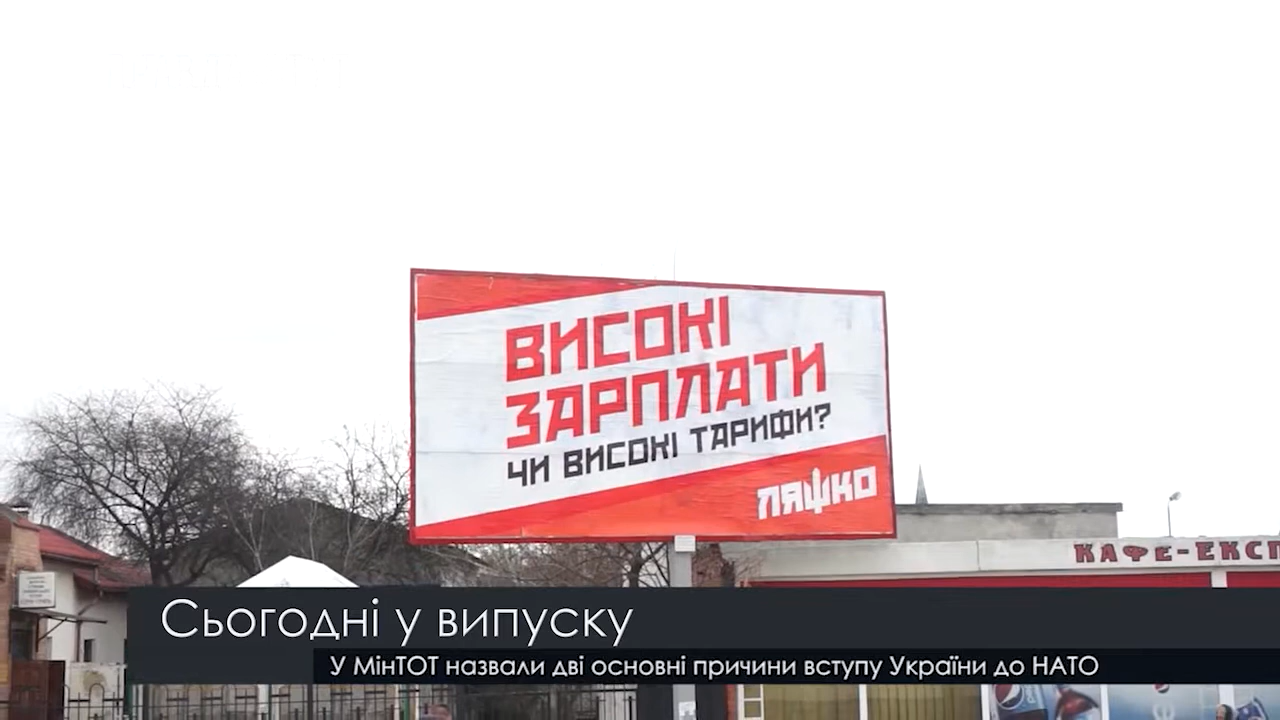 ВИСОКІ
ЗАРПЛАТИ
ЧИ ВИСОКІ ТАРИФИ?
ЛЯШКО
КАФЕ-ЕКСП
Сьогодні у випуску
У МінТОТ назвали дві основні причини вступу України до НАТО
pepsi